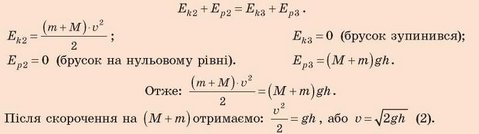 E_{k2} + E_{p2} = E_{k3} + E_{p3}.
E_{k2} = \frac{(m + M) \cdot v^2}{2}; E_{k3} = 0 (брусок зупинився);
E_{p2} = 0 (брусок на нульовому рівні). E_{p3} = (M + m)gh.
Отже: \frac{(m + M) \cdot v^2}{2} = (M + m)gh.
Після скорочення на (M + m) отримаємо: \frac{v^2}{2} = gh, або v = \sqrt{2gh} (2).